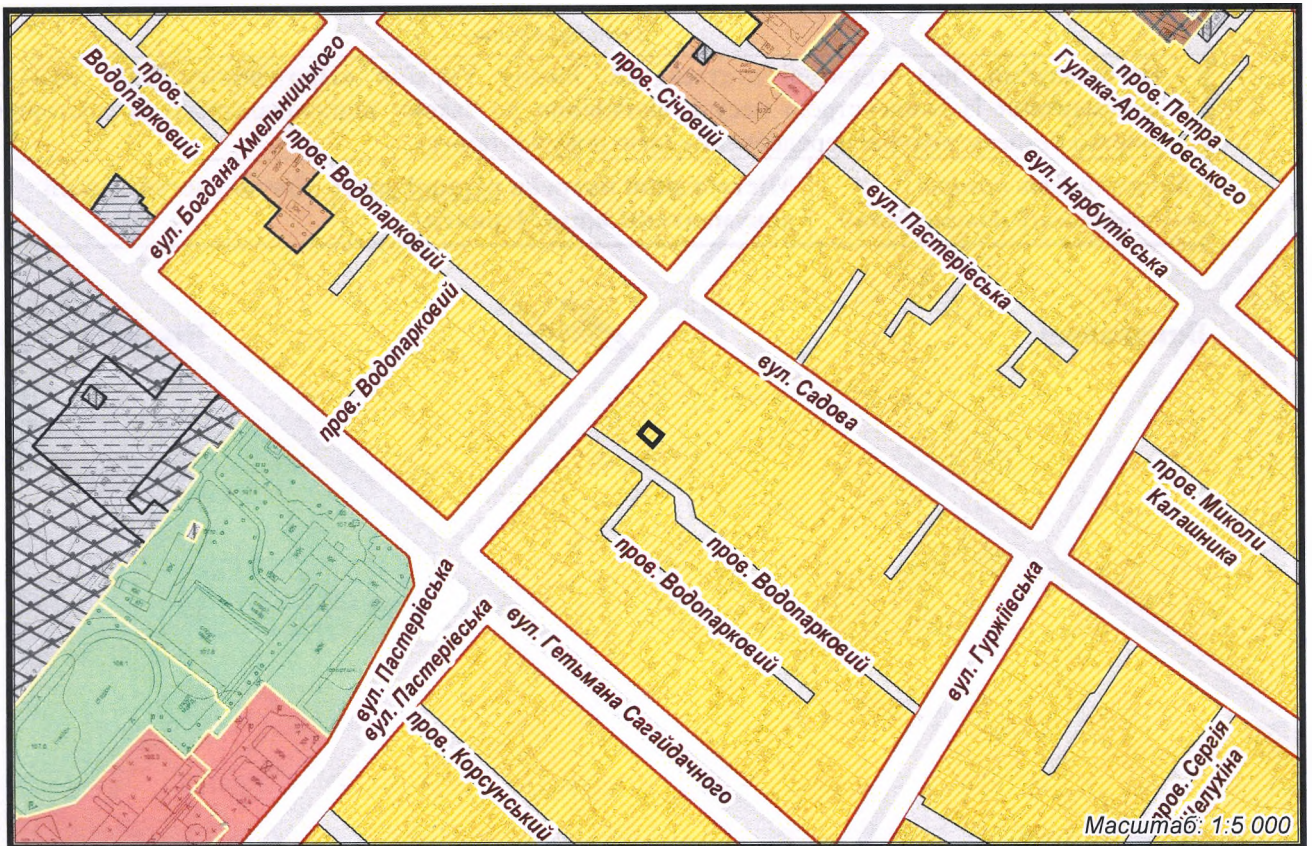 пров.
Водопарковий
вул. Богдана Хмельницького
пров. Січовий
пров. Петра
Гулака-Артемовського
вул. Нарбутівська
пров. Водопарковий
вул. Пастерівська
пров. Водопарковий
вул. Садова
пров. Миколи
Калашника
пров. Водопарковий
пров. Водопарковий
вул. Гуржіївська
вул. Пастерівська
вул. Пастерівська
вул. Гетьмана Сагайдачного
пров. Корсунський
пров. Сергія
Шелухіна
Масштаб: 1:5 000